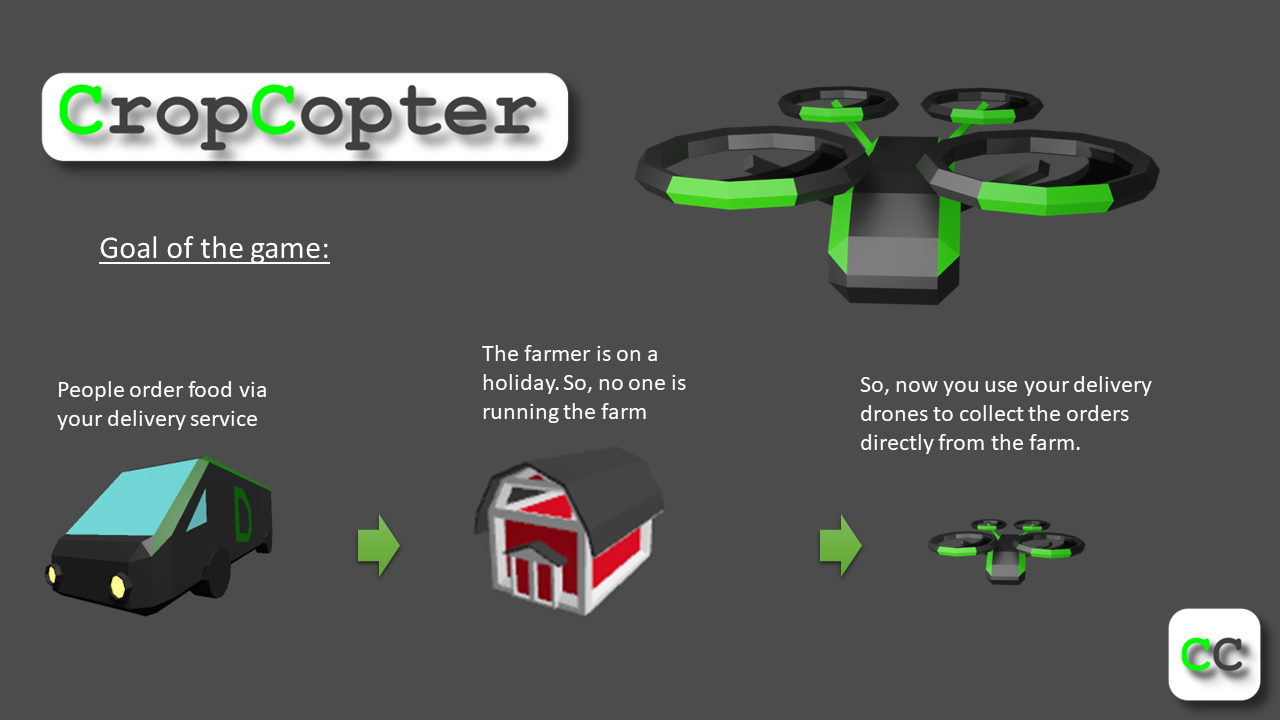 CropCopter
Goal of the game:
People order food via
your delivery service
The farmer is on a
holiday. So, no one is
running the farm
So, now you use your delivery
drones to collect the orders
directly from the farm.
D
CC